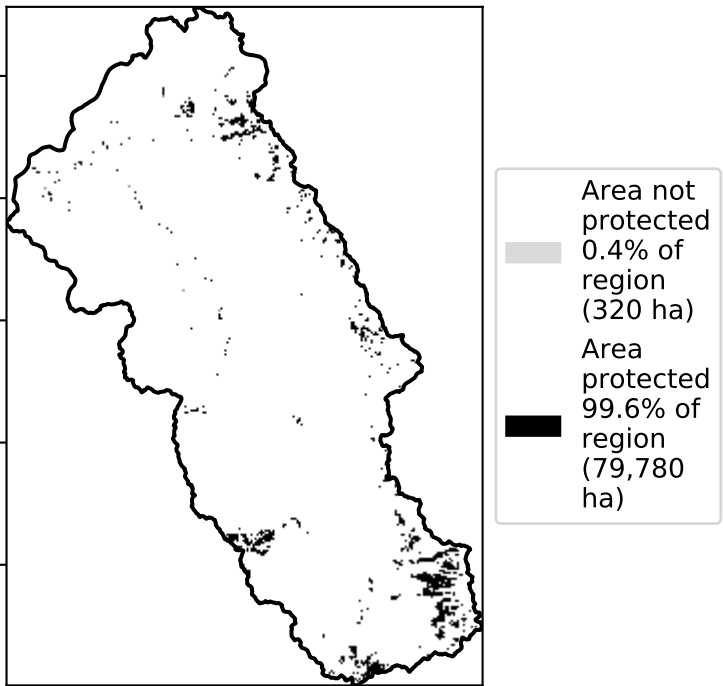 Area not
protected
0.4% of
region
(320 ha)
Area
protected
99.6% of
region
(79,780
ha)